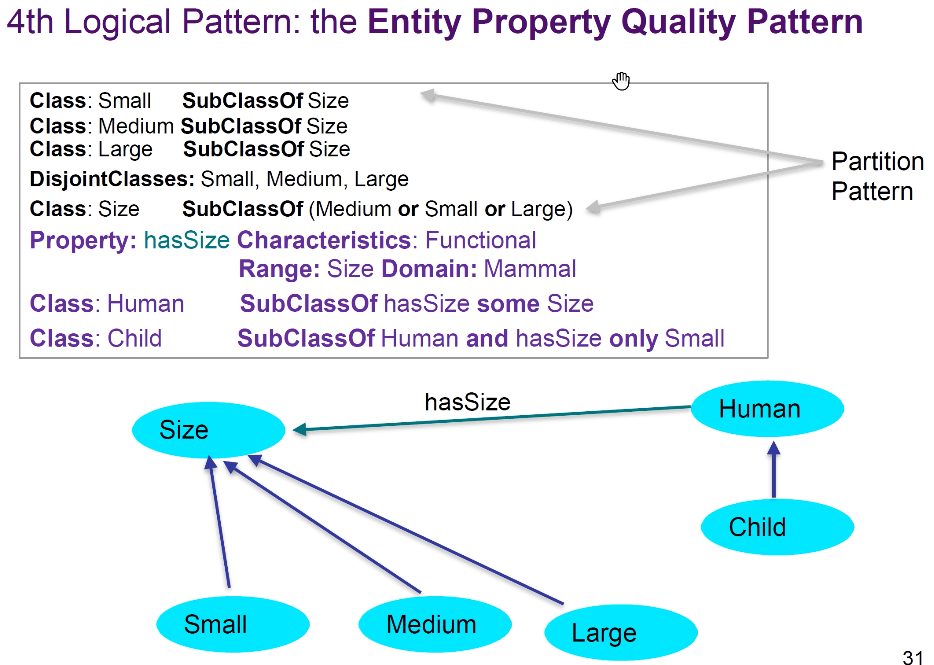 4th Logical Pattern: the Entity Property Quality Pattern
Class: Small SubClassOf Size
Class: Medium SubClassOf Size
Class: Large SubClassOf Size
DisjointClasses: Small, Medium, Large
Class: Size SubClassOf (Medium or Small or Large)
Property: hasSize Characteristics: Functional
Range: Size Domain: Mammal
Class: Human SubClassOf hasSize some Size
Class: Child SubClassOf Human and hasSize only Small
Partition
Pattern
hasSize
Size
Human
Child
Small
Medium
Large
31